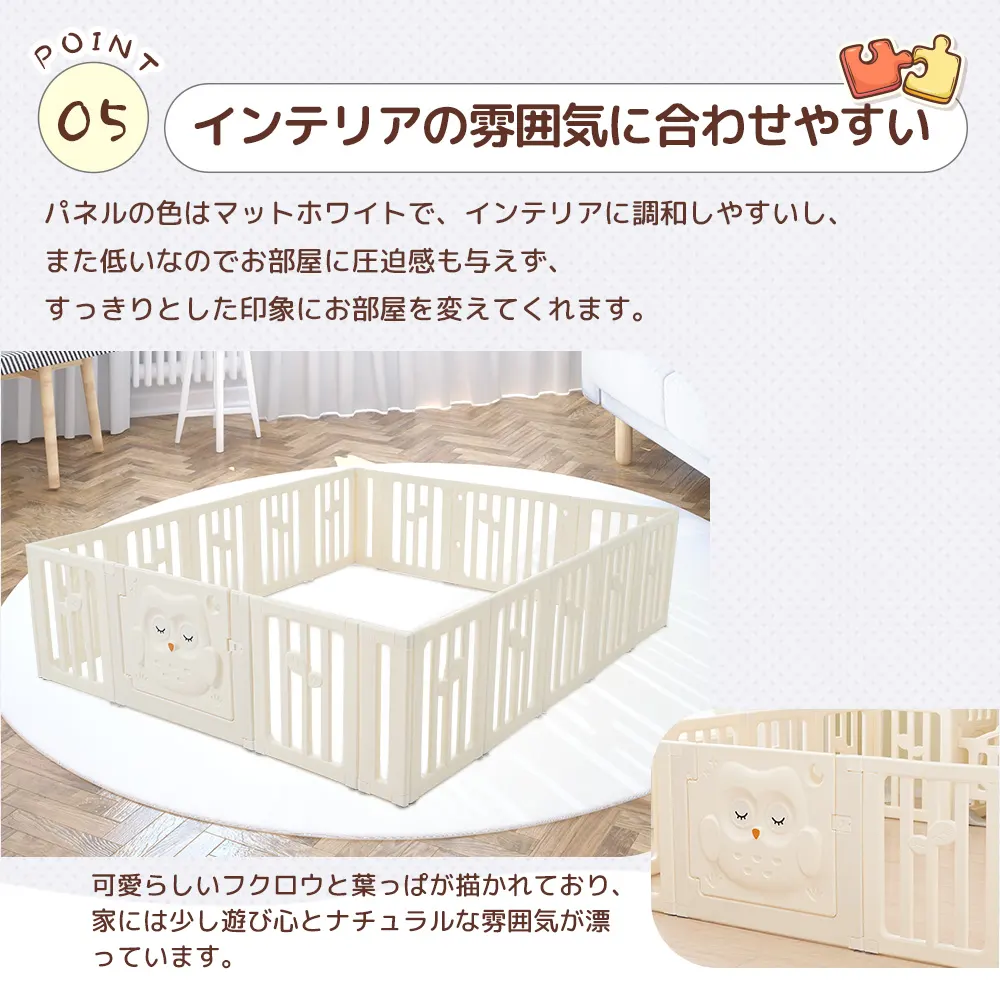 POINT
05
インテリアの雰囲気に合わせやすい
パネルの色はマットホワイトで、インテリアに調和しやすいし、
また低いなのでお部屋に圧迫感も与えず、
すっきりとした印象にお部屋を変えてくれます。
可愛らしいフクロウと葉っぱが描かれており、
家には少し遊び心とナチュラルな雰囲気が漂
っています。